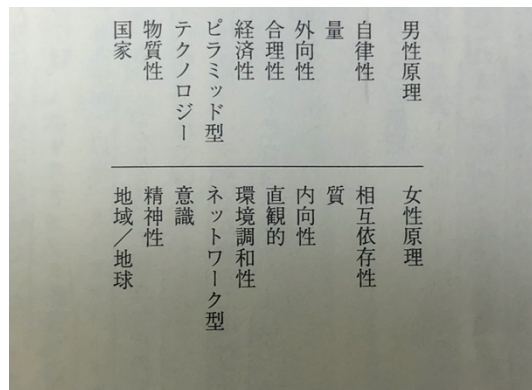 男性原理
自律性
量
外向性
合理性
経済性
ピラミッド型
テクノロジー
物質性
国家
女性原理
相互依存性
質
内向性
直観的
環境調和性
ネットワーク型
意識
精神性
地域／地球